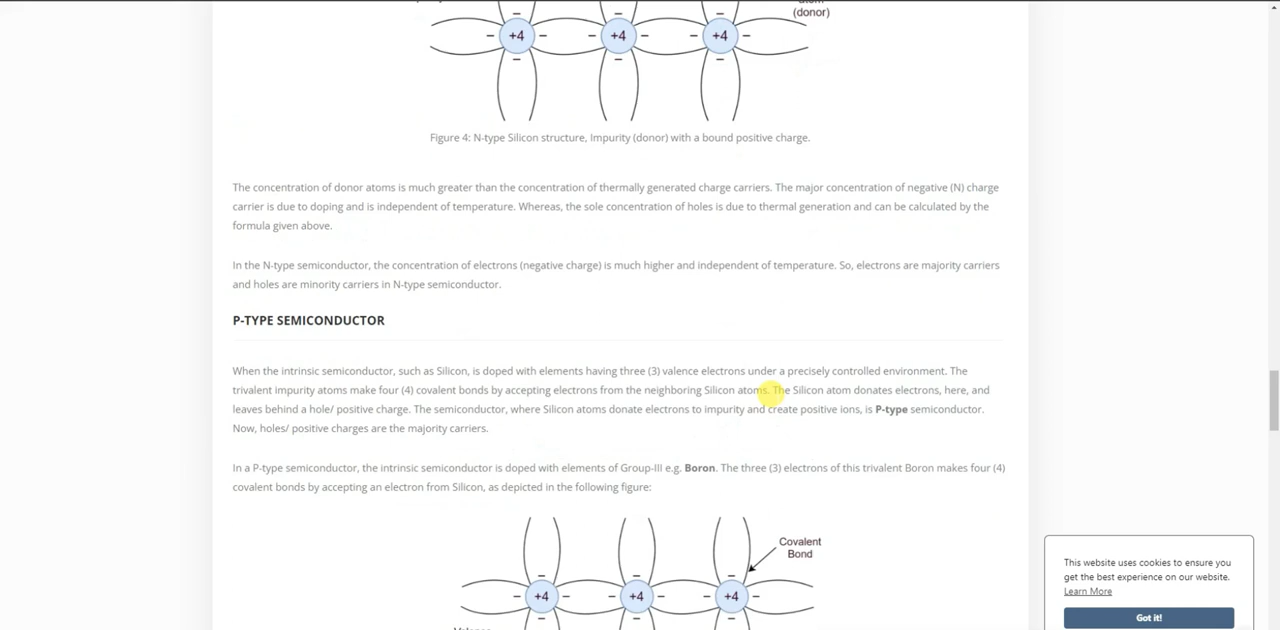 (donor)
− − −
− +4 − − +4 − − +4 −
− − −
Figure 4: N-type Silicon structure, Impurity (donor) with a bound positive charge.
The concentration of donor atoms is much greater than the concentration of thermally generated charge carriers. The major concentration of negative (N) charge
carrier is due to doping and is independent of temperature. Whereas, the sole concentration of holes is due to thermal generation and can be calculated by the
formula given above.
In the N-type semiconductor, the concentration of electrons (negative charge) is much higher and independent of temperature. So, electrons are majority carriers
and holes are minority carriers in N-type semiconductor.
P-TYPE SEMICONDUCTOR
When the intrinsic semiconductor, such as Silicon, is doped with elements having three (3) valence electrons under a precisely controlled environment. The
trivalent impurity atoms make four (4) covalent bonds by accepting electrons from the neighboring Silicon atoms. The Silicon atom donates electrons, here, and
leaves behind a hole/ positive charge. The semiconductor, where Silicon atoms donate electrons to impurity and create positive ions, is P-type semiconductor.
Now, holes/ positive charges are the majority carriers.
In a P-type semiconductor, the intrinsic semiconductor is doped with elements of Group-III e.g. Boron. The three (3) electrons of this trivalent Boron makes four (4)
covalent bonds by accepting an electron from Silicon, as depicted in the following figure:
Covalent
Bond
− − −
− +4 − − +4 − − +4 −
− − −
This website uses cookies to ensure you
get the best experience on our website.
Learn More
Got it!